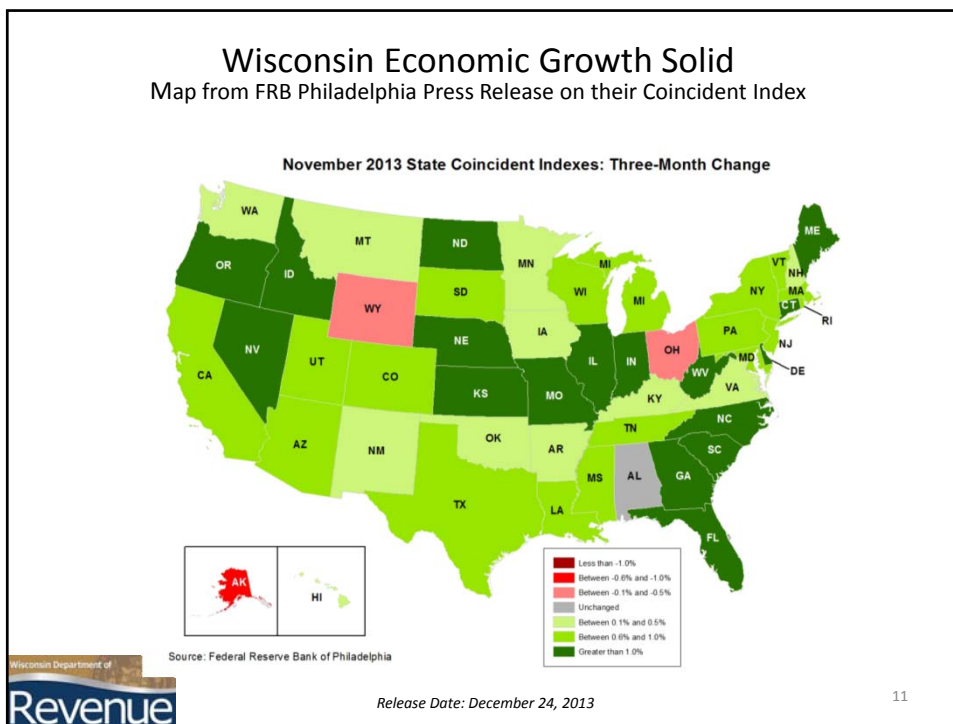 Wisconsin Economic Growth Solid
Map from FRB Philadelphia Press Release on their Coincident Index
November 2013 State Coincident Indexes: Three-Month Change
WA
MT
ND
MN
ME
OR
ID
SD
WI
MI
MI
VT
NH
NY
MA
CT
RI
WY
NE
IA
IL
IN
OH
PA
NJ
NV
UT
CO
KS
MO
WV
MD
DE
CA
KY
VA
AZ
NM
OK
AR
TN
NC
SC
TX
LA
MS
AL
GA
FL
AK
HI
Less than -1.0%
Between -0.6% and -1.0%
Between -0.1% and -0.5%
Unchanged
Between 0.1% and 0.5%
Between 0.6% and 1.0%
Greater than 1.0%
Source: Federal Reserve Bank of Philadelphia
Wisconsin Department of
Revenue
Release Date: December 24, 2013
11